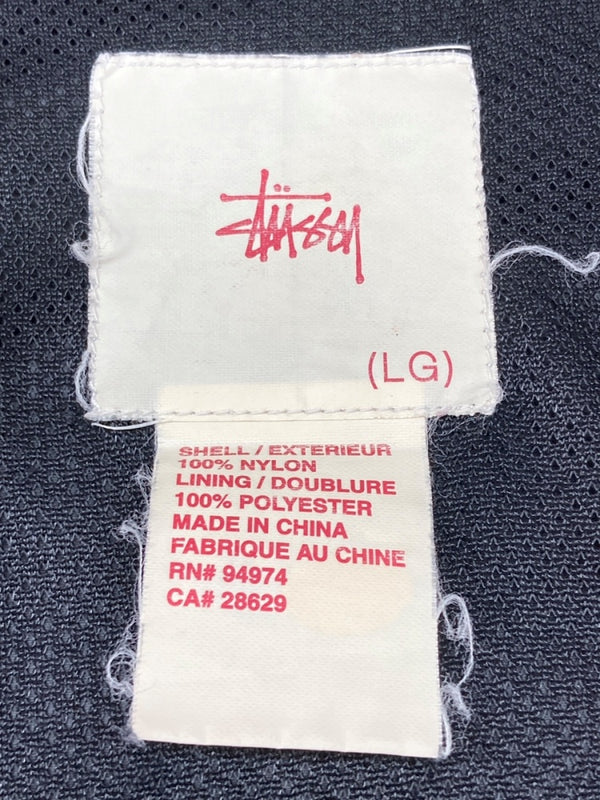 Stüssy
(LG)
SHELL / EXTERIEUR
100% NYLON
LINING / DOUBLURE
100% POLYESTER
MADE IN CHINA
FABRIQUE AU CHINE
RN# 94974
CA# 28629